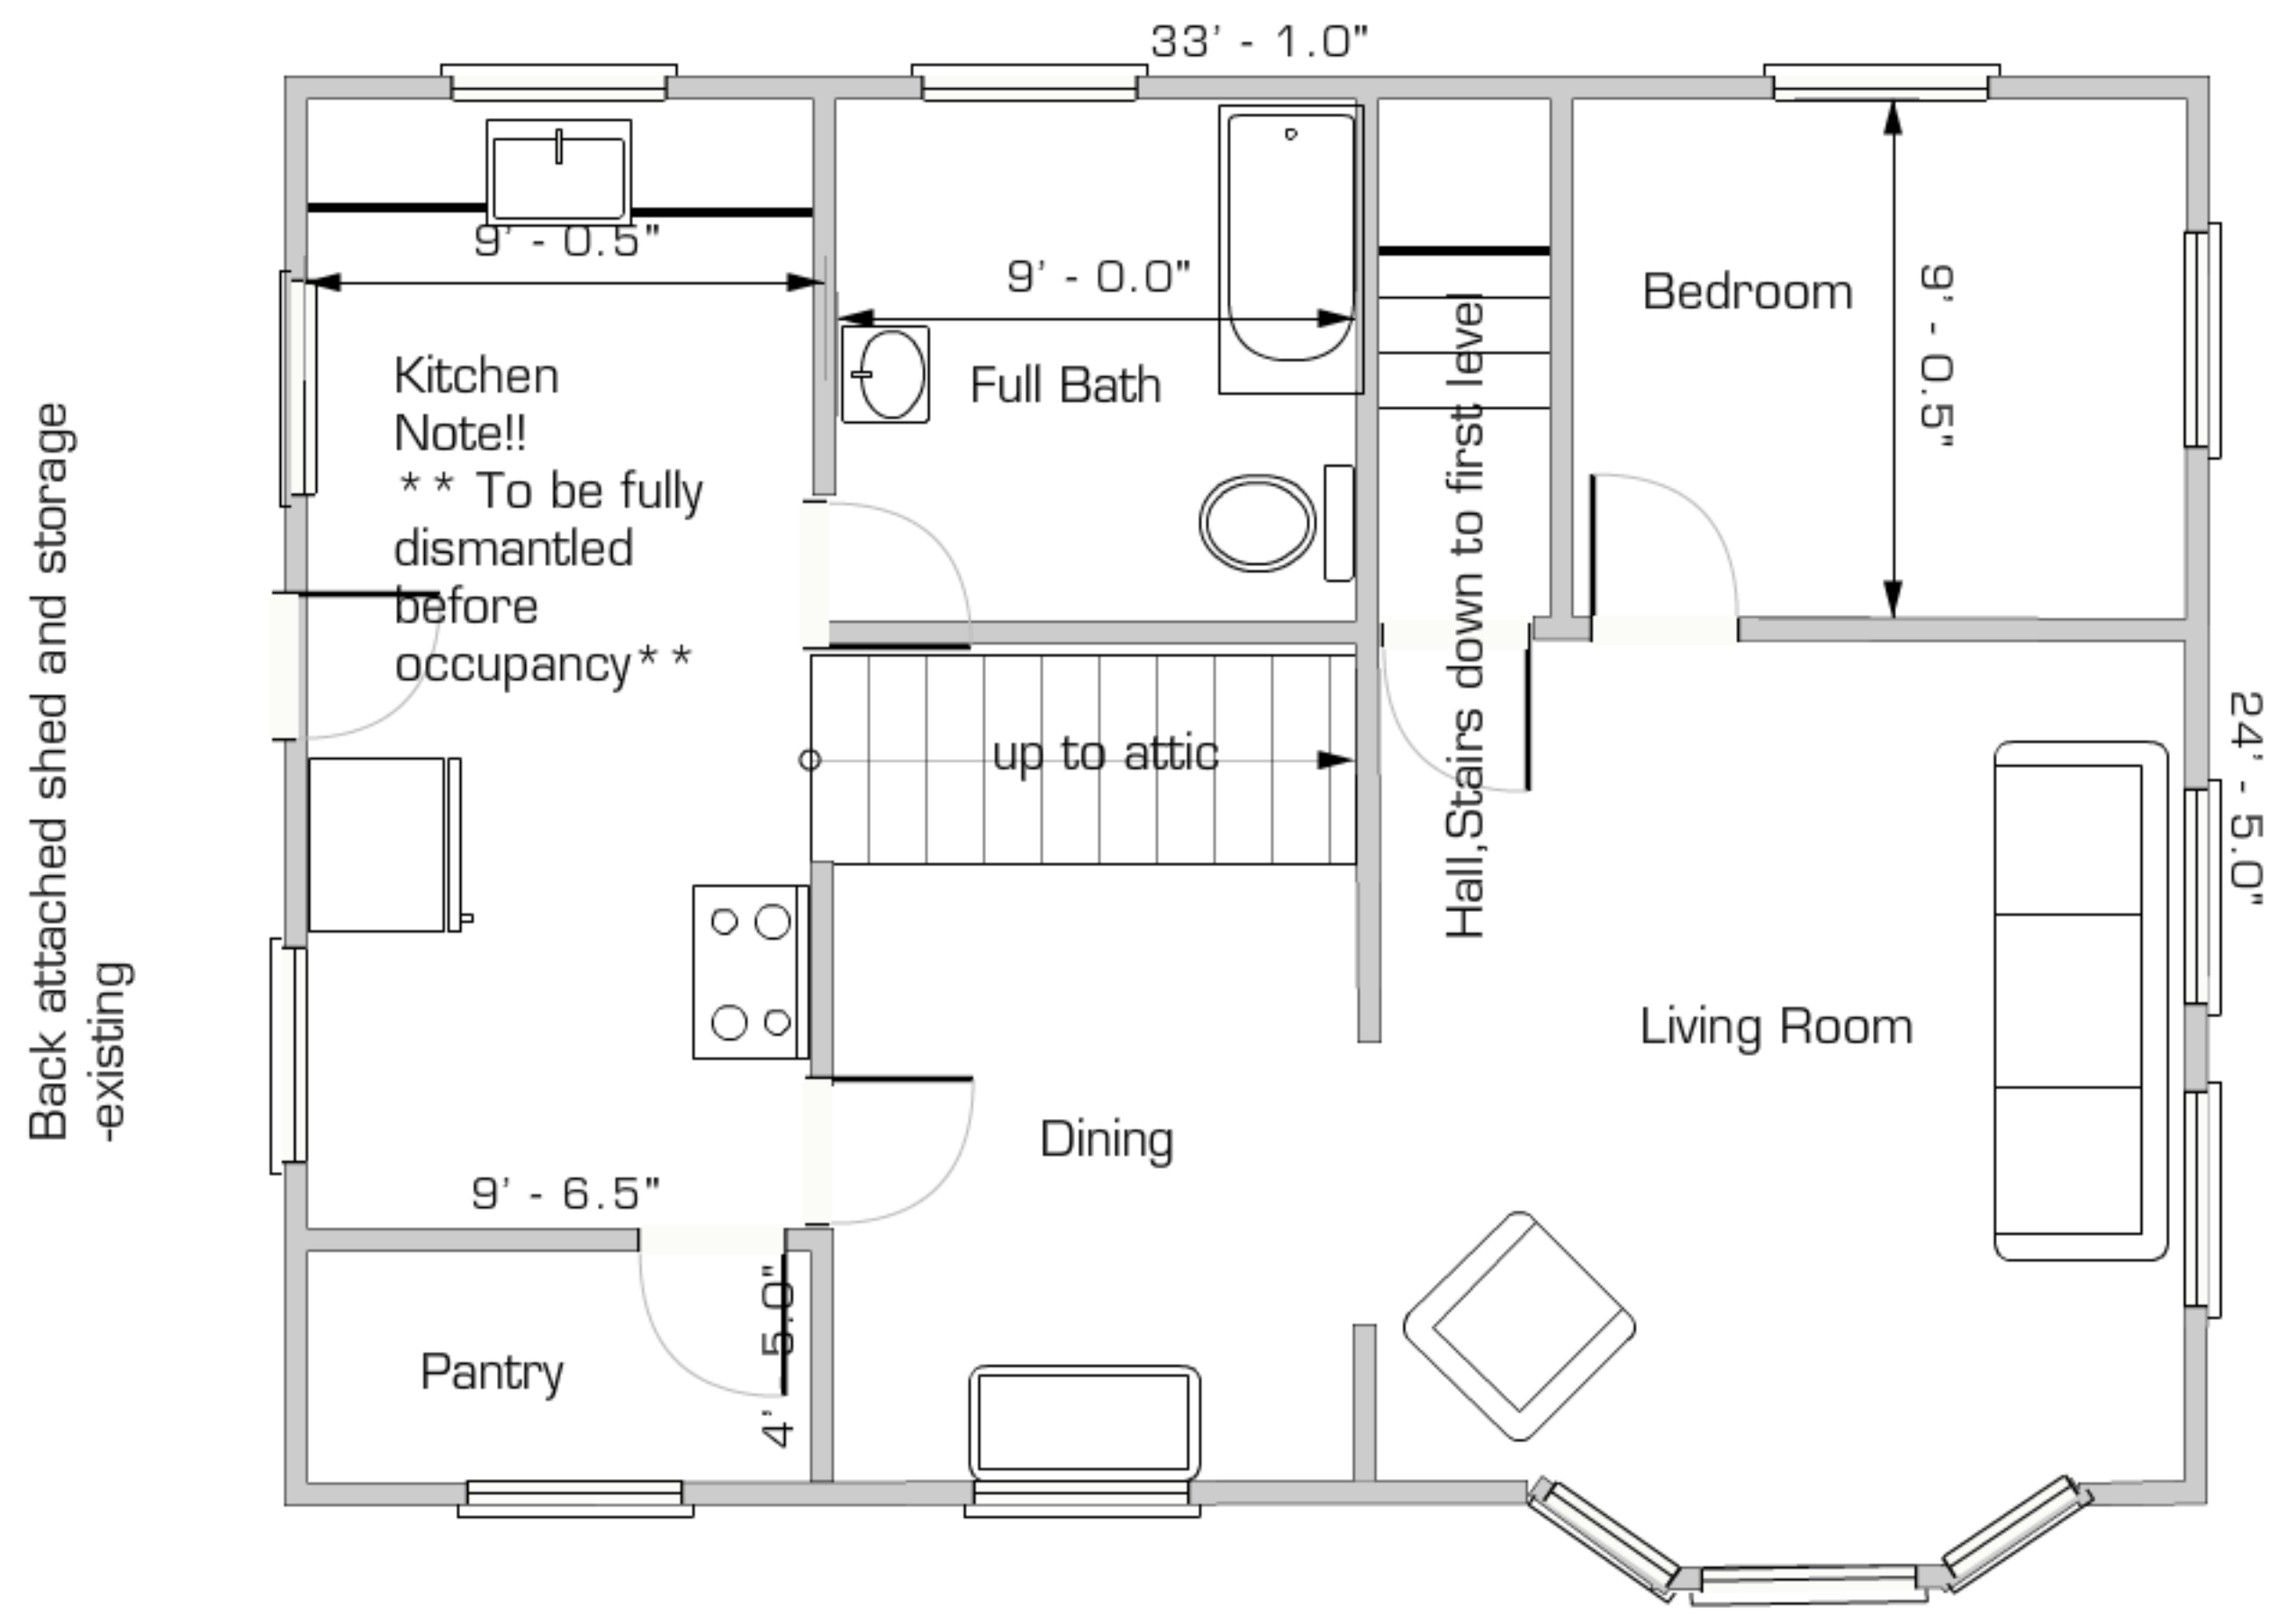 33' - 1.0"
9' - 0.5"
9' - 0.0"
Bedroom
9' - 0.5"
Kitchen
Note!!
** To be fully
dismantled
before
occupancy**
Full Bath
Hall,Stairs down to first level
Back attached shed and storage
-existing
up to attic
24' - 5.0"
Living Room
Dining
9' - 6.5"
4' 5.0"
Pantry